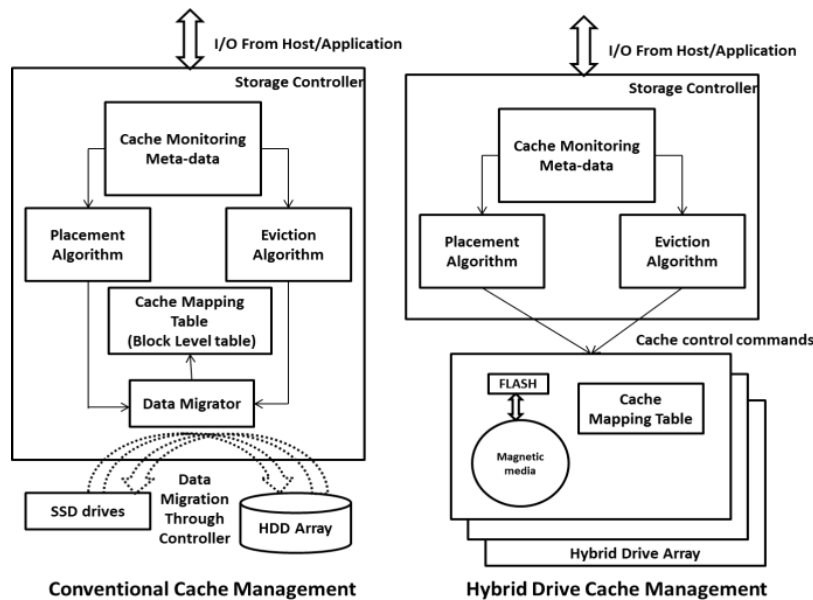 I/O From Host/Application
Storage Controller
Cache Monitoring
Meta-data
Placement
Algorithm
Eviction
Algorithm
Cache Mapping
Table
(Block Level table)
Data Migrator
SSD drives
Data
Migration
Through
Controller
HDD Array
Conventional Cache Management
I/O From Host/Application
Storage Controller
Cache Monitoring
Meta-data
Placement
Algorithm
Eviction
Algorithm
Cache control commands
FLASH
Cache
Mapping Table
Magnetic
media
Hybrid Drive Array
Hybrid Drive Cache Management